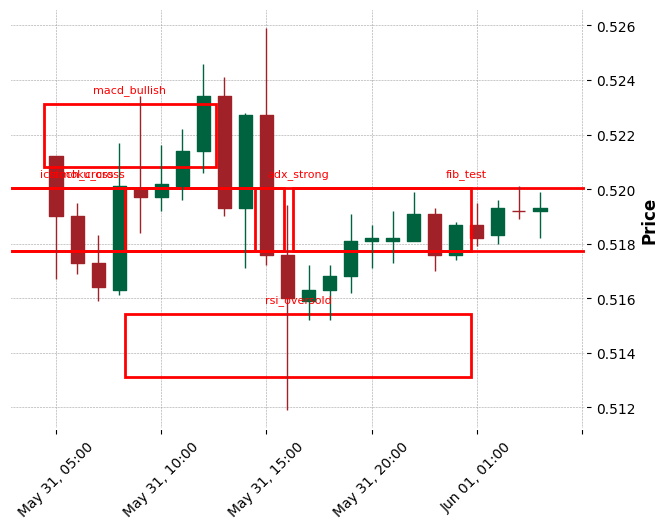 0.526
0.524
macd_bullish
0.522
adx_strong
fib_test
0.520
Price
0.518
0.516
rsi_oversold
0.514
0.512
May 31, 05:00
May 31, 10:00
May 31, 15:00
May 31, 20:00
Jun 01, 01:00